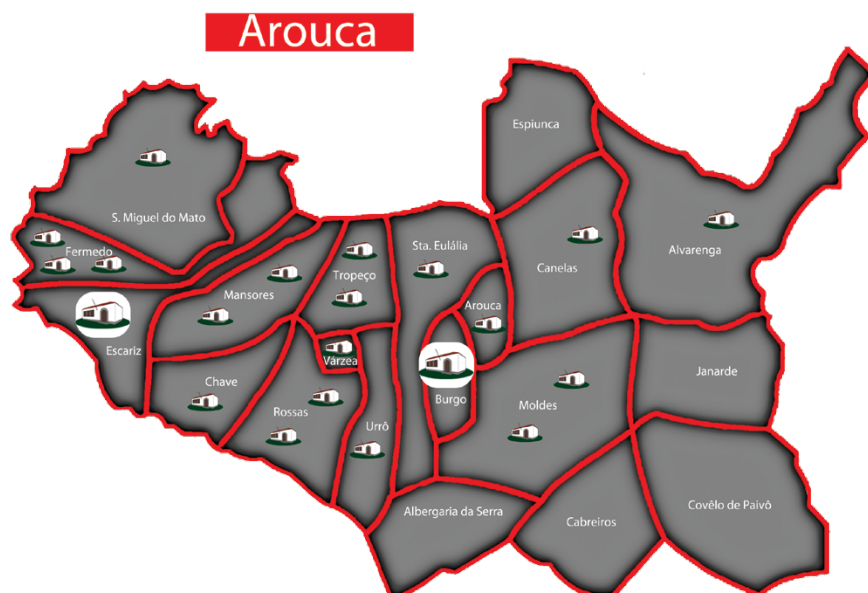 Arouca
Espiunca
S. Miguel do Mato
Sta. Eulália
Alvarenga
Fermedo
Tropeço
Canelas
Mansores
Arouca
Escariz
Várzea
Janarde
Chave
Burgo
Moldes
Rossas
Urrô
Covêlo de Paivô
Albergaria da Serra
Cabreiros